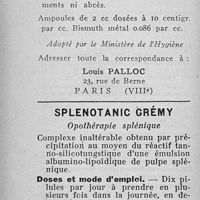 ments ni abcès.
Ampoules de 2 cc dosées à 10 centigr.
par cc. Bismuth métal 0.086 par cc.
Adopté par le Ministère de l'Hygiène
Adresser toute la correspondance à :
Louis PALLOC
23, rue de Berne
PARIS (VIIIe)
SPLENOTANIC GRÉMY
Opothérapie splénique
Complexe inaltérable obtenu par pré-
cipitation au moyen du réactif tan-
no-silicotungstique d'une émulsion
albumino-lipoïdique de pulpe splé-
nique.
Doses et mode d'emploi. — Dix pi-
lules par jour à prendre en plu-
sieurs fois dans la journée, en de-